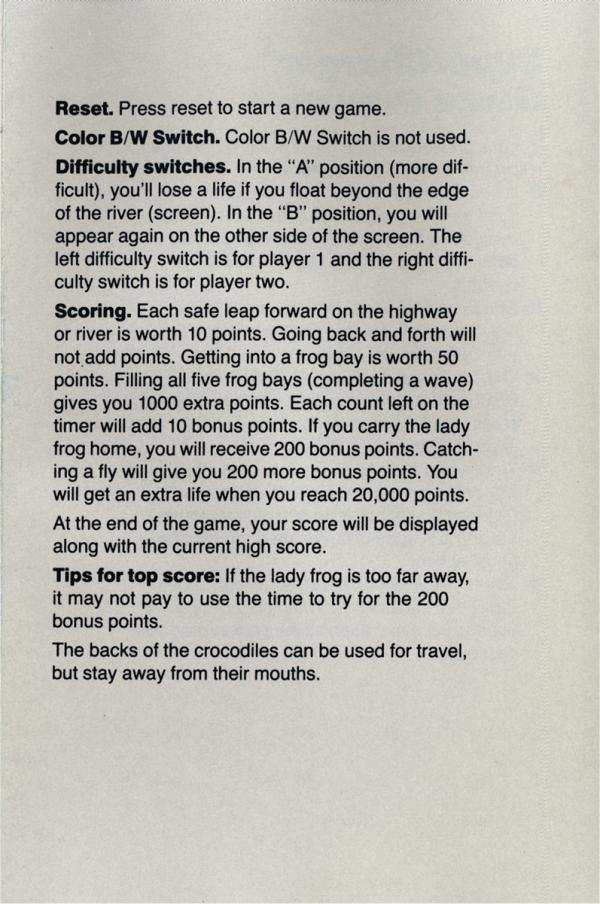 Reset. Press reset to start a new game.
Color B/W Switch. Color B/W Switch is not used.
Difficulty switches. In the “A” position (more dif-
ficult), you’ll lose a life if you float beyond the edge
of the river (screen). In the “B” position, you will
appear again on the other side of the screen. The
left difficulty switch is for player 1 and the right diffi-
culty switch is for player two.
Scoring. Each safe leap forward on the highway
or river is worth 10 points. Going back and forth will
not add points. Getting into a frog bay is worth 50
points. Filling all five frog bays (completing a wave)
gives you 1000 extra points. Each count left on the
timer will add 10 bonus points. If you carry the lady
frog home, you will receive 200 bonus points. Catch-
ing a fly will give you 200 more bonus points. You
will get an extra life when you reach 20,000 points.
At the end of the game, your score will be displayed
along with the current high score.
Tips for top score: If the lady frog is too far away,
it may not pay to use the time to try for the 200
bonus points.
The backs of the crocodiles can be used for travel,
but stay away from their mouths.